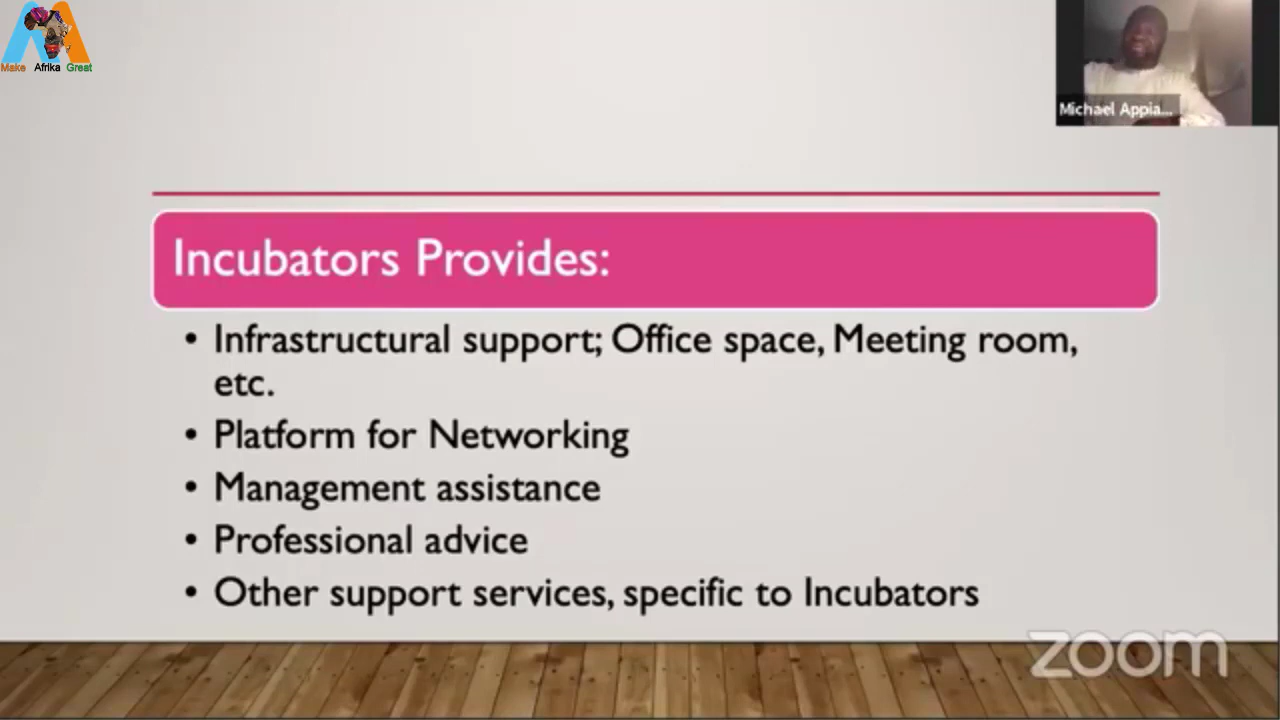 Make Afrika Great
Michael Appia...
Incubators Provides:
• Infrastructural support; Office space, Meeting room,
etc.
• Platform for Networking
• Management assistance
• Professional advice
• Other support services, specific to Incubators
zoom